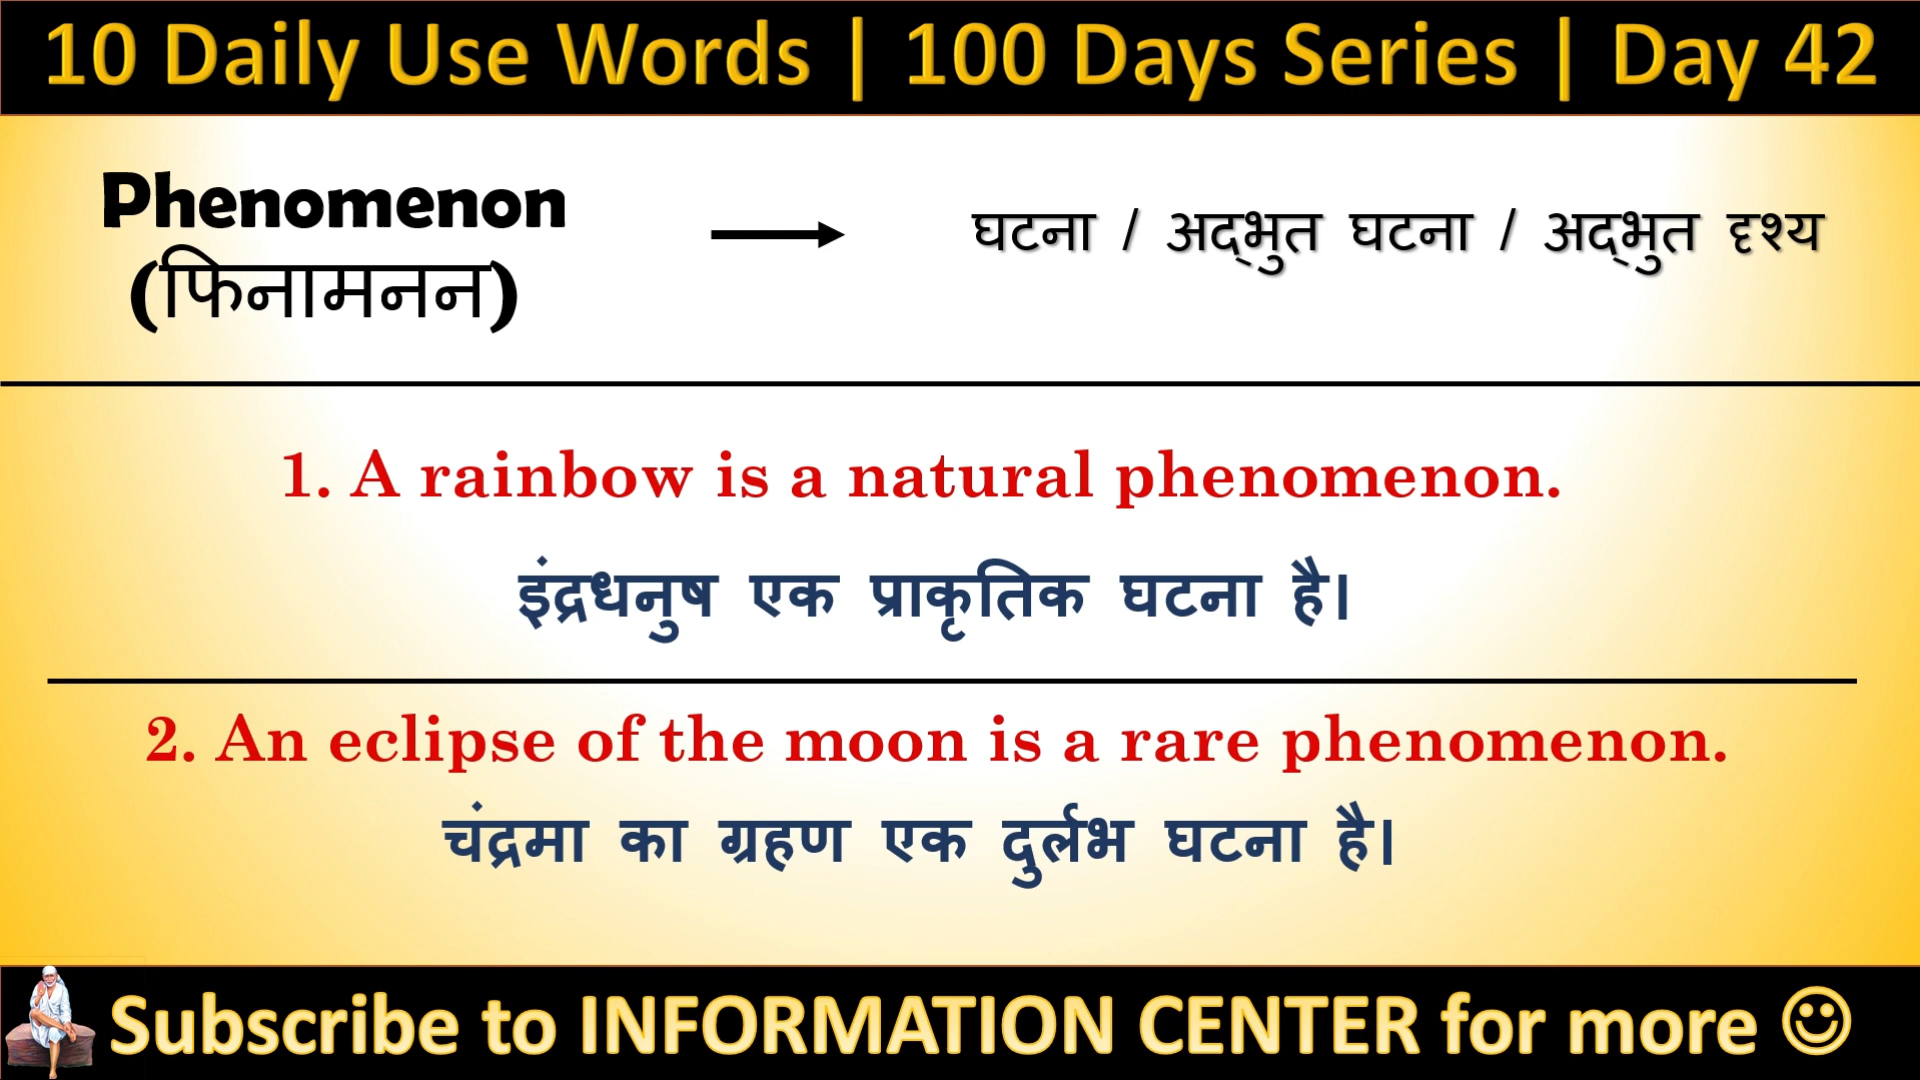 10 Daily Use Words | 100 Days Series | Day 42
Phenomenon
(फिनामनन)
घटना / अद्भुत घटना / अद्भुत दृश्य
1. A rainbow is a natural phenomenon.
इंद्रधनुष एक प्राकृतिक घटना है।
2. An eclipse of the moon is a rare phenomenon.
चंद्रमा का ग्रहण एक दुर्लभ घटना है।
Subscribe to INFORMATION CENTER for more ☺